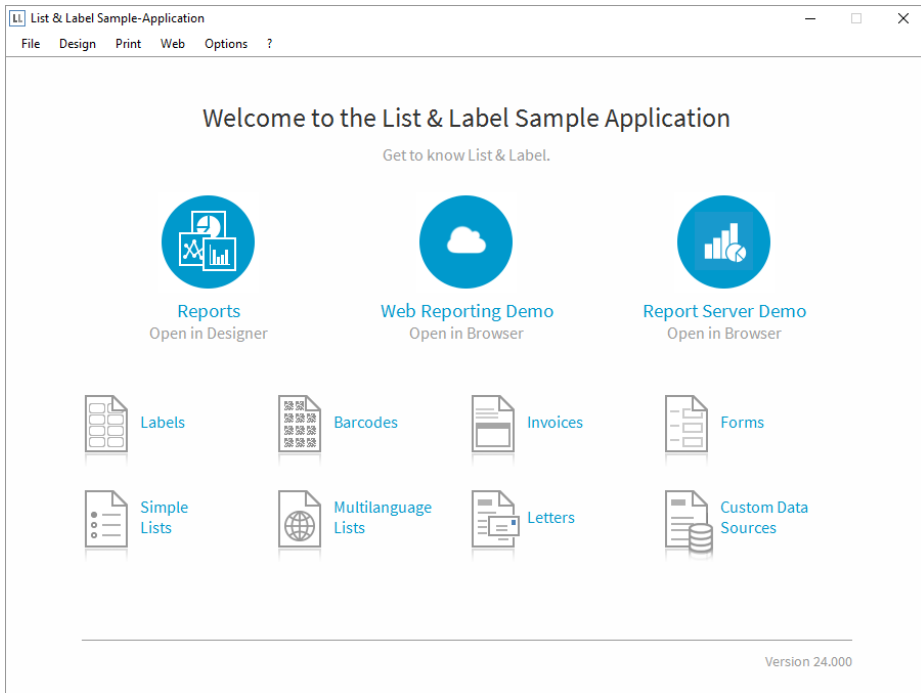 LL List & Label Sample-Application
File Design Print Web Options ?
Welcome to the List & Label Sample Application
Get to know List & Label.
Reports Web Reporting Demo Report Server Demo
Open in Designer Open in Browser Open in Browser
Labels Barcodes Invoices Forms
Simple Lists
Multilanguage Lists
Letters
Custom Data Sources
Version 24.000